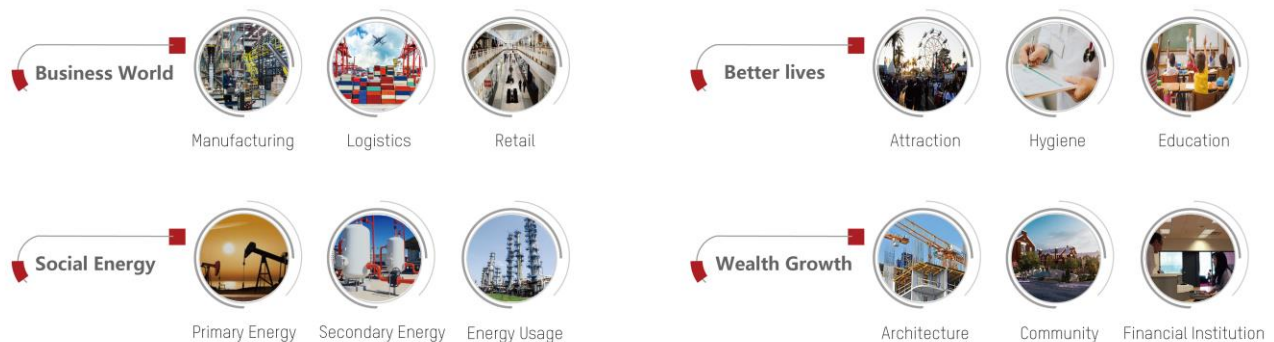 Business World
Manufacturing
Logistics
Retail
Better lives
Attraction
Hygiene
Education
Social Energy
Primary Energy
Secondary Energy
Energy Usage
Wealth Growth
Architecture
Community
Financial Institution